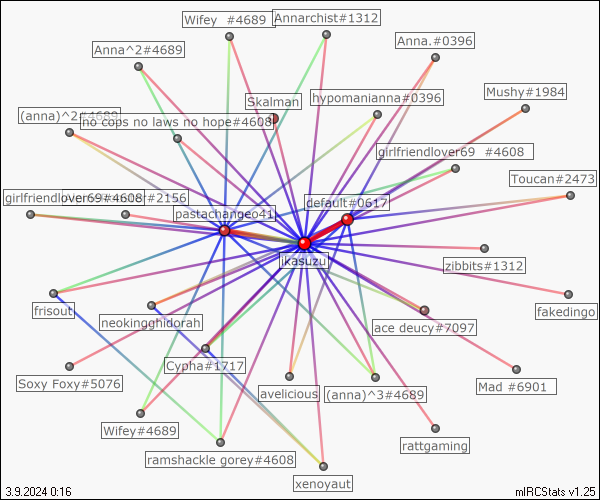 Wifey #4689
Annarchist#1312
Anna^2#4689
Anna.#0396
Mushy#1984
Skalman
hypomanianna#0396
(anna)^2#4689
no cops no laws no hope#4608
girlfriendlover69 #4608
Toucan#2473
girlfriendlover69#4608
#2156
pastachangeo41
default#0617
ikasuzu
zibbits#1312
fakedingo
frisout
neokingghidorah
ace deucy#7097
Cypha#1717
Soxy Foxy#5076
avelicious
(anna)^3#4689
Mad #6901
Wifey#4689
rattgaming
ramshackle gorey#4608
xenoyaut
3.9.2024 0:16
mIRCStats v1.25